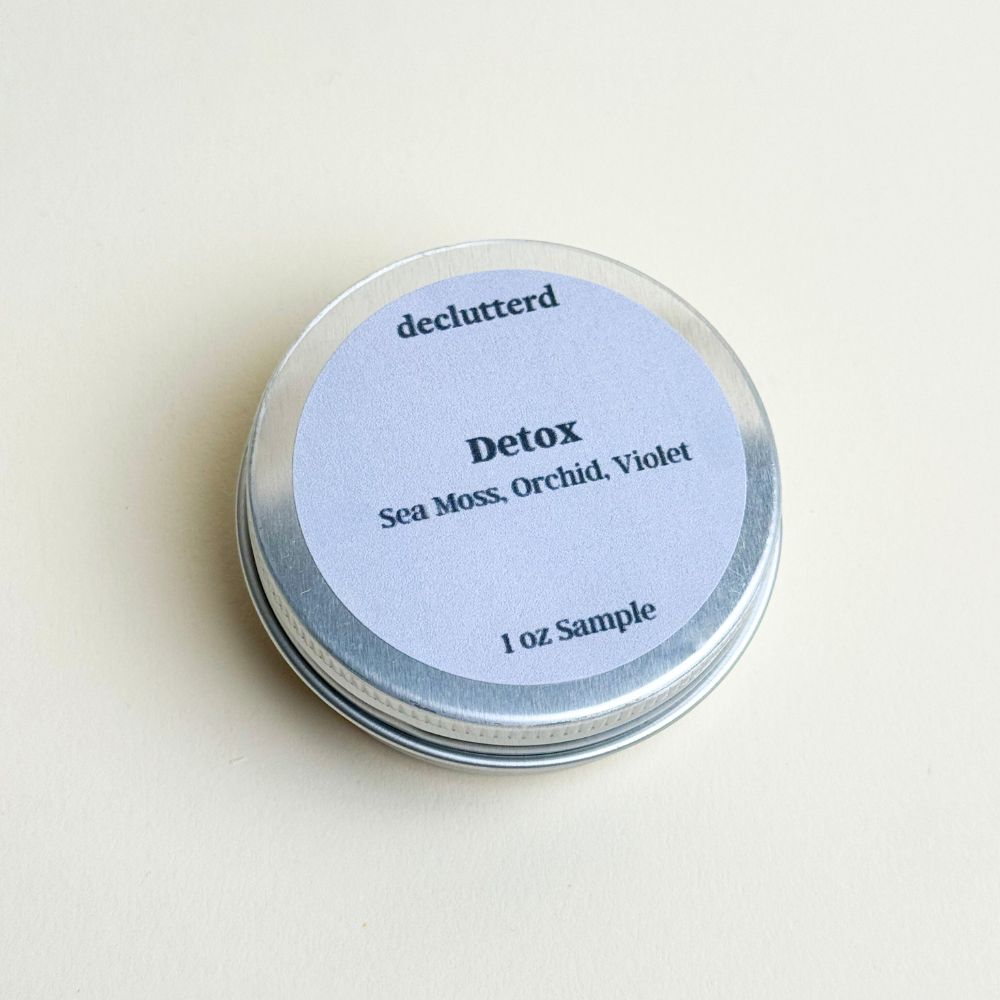 declutterd
Detox
Sea Moss, Orchid, Violet
1 oz Sample